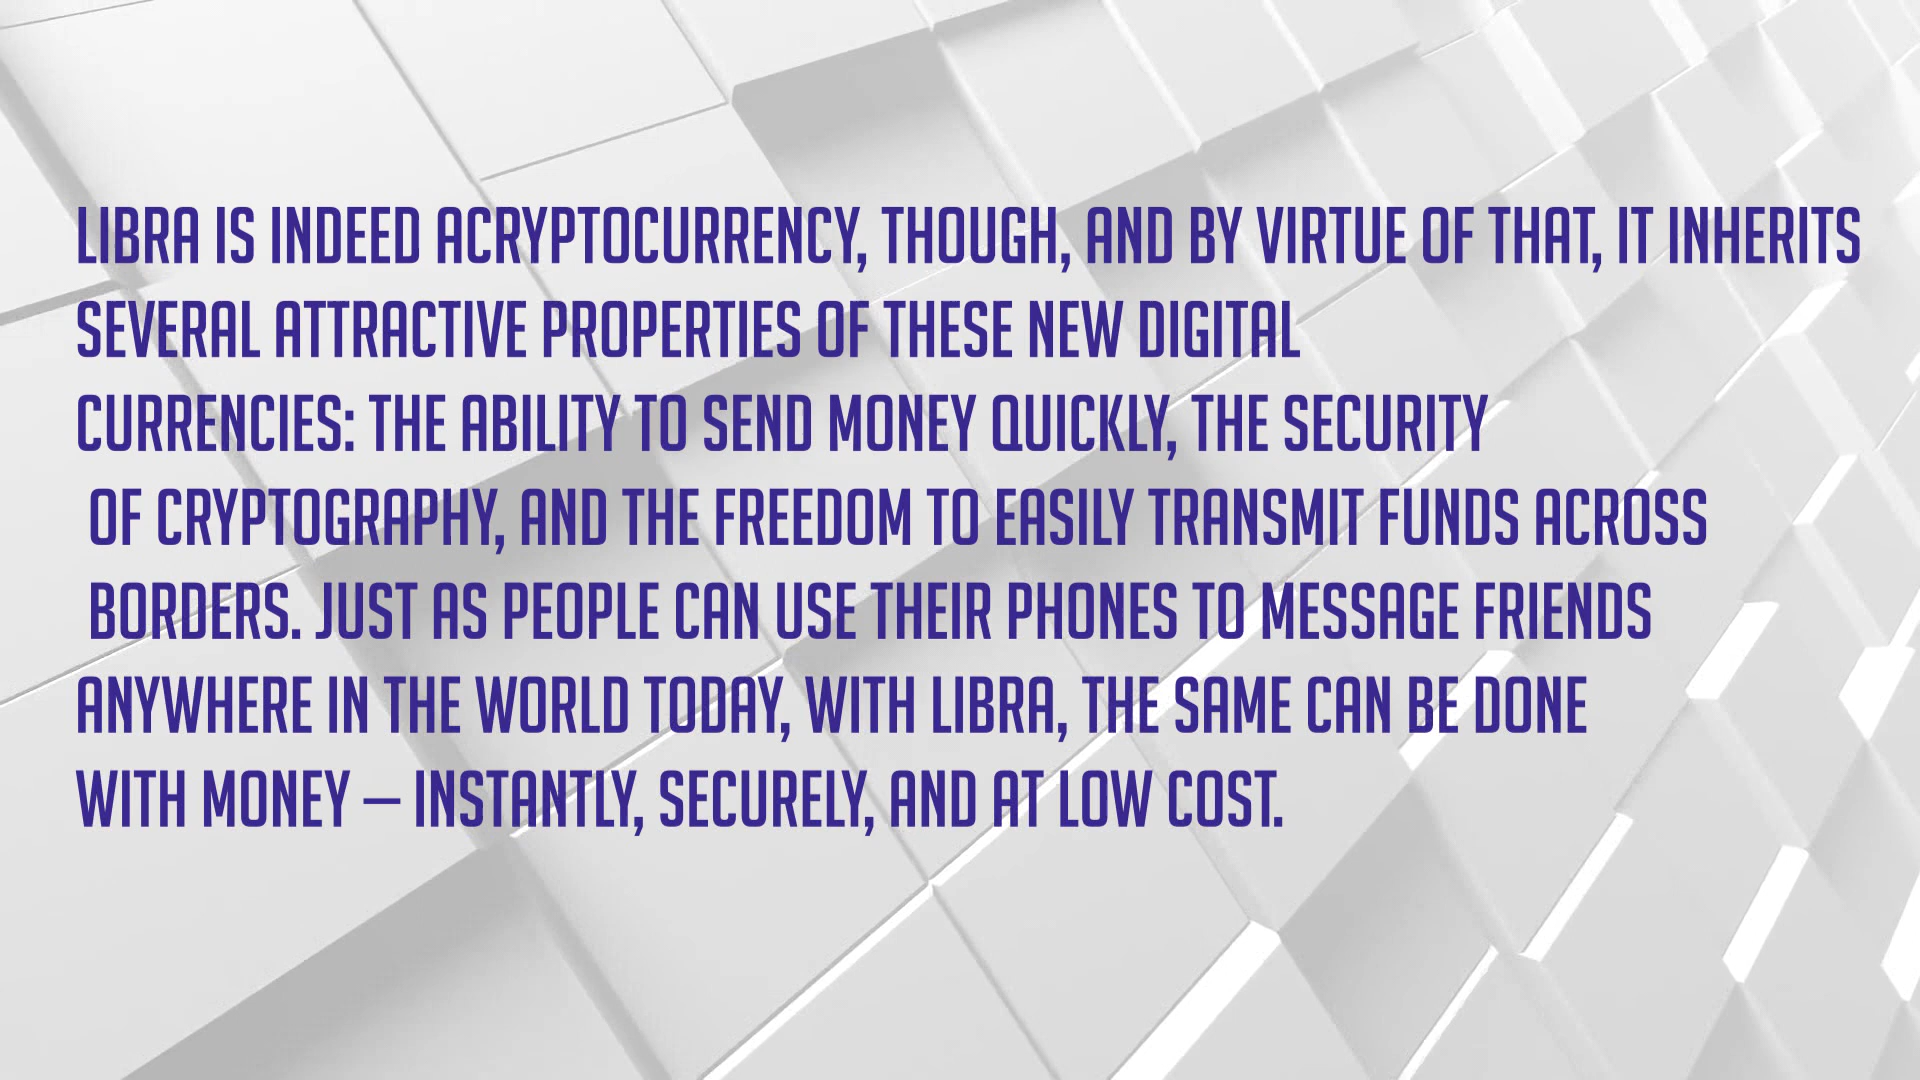 LIBRA IS INDEED ACRYPTOCURRENCY, THOUGH, AND BY VIRTUE OF THAT, IT INHERITS
SEVERAL ATTRACTIVE PROPERTIES OF THESE NEW DIGITAL
CURRENCIES: THE ABILITY TO SEND MONEY QUICKLY, THE SECURITY
OF CRYPTOGRAPHY, AND THE FREEDOM TO EASILY TRANSMIT FUNDS ACROSS
BORDERS. JUST AS PEOPLE CAN USE THEIR PHONES TO MESSAGE FRIENDS
ANYWHERE IN THE WORLD TODAY, WITH LIBRA, THE SAME CAN BE DONE
WITH MONEY – INSTANTLY, SECURELY, AND AT LOW COST.